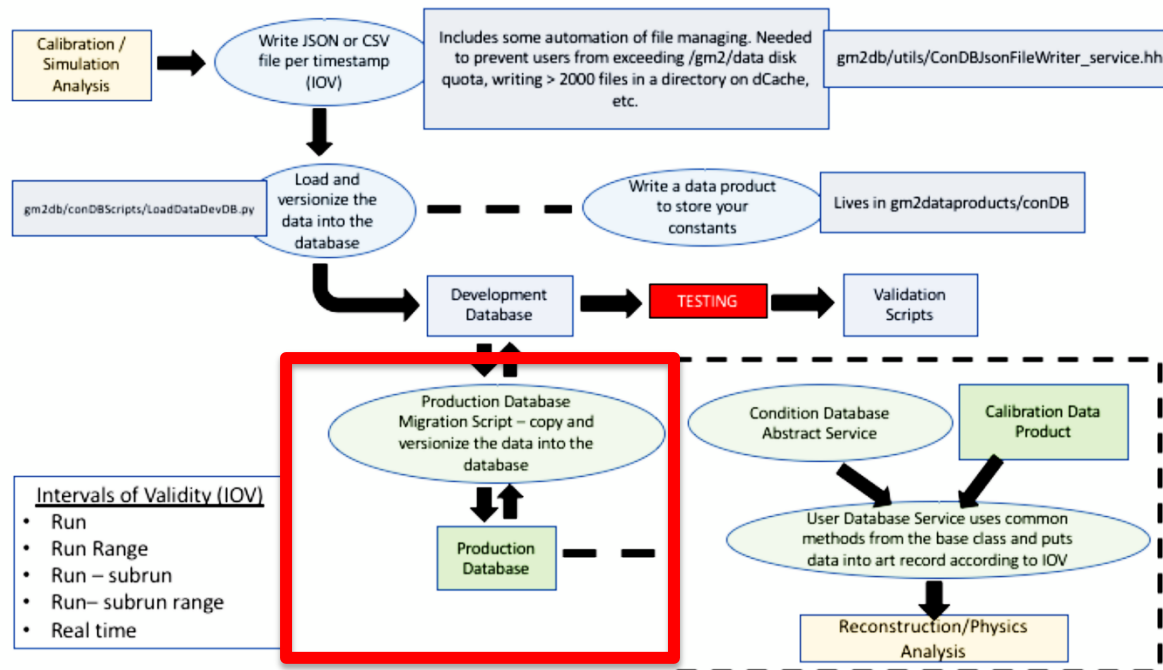 Calibration /
Simulation
Analysis
Write JSON or CSV
file per timestamp
(IOV)
Includes some automation of file managing. Needed
to prevent users from exceeding /gm2/data disk
quota, writing > 2000 files in a directory on dCache,
etc.
gm2db/utils/ConDBJsonFileWriter_service.hh
gm2db/conDBScripts/LoadDataDevDB.py
Load and
versionize the
data into the
database
Write a data product
to store your
constants
Lives in gm2dataproducts/conDB
Development
Database
TESTING
Validation
Scripts
Production Database
Migration Script – copy and
versionize the data into the
database
Condition Database
Abstract Service
Calibration Data
Product
Intervals of Validity (IOV)
• Run
• Run Range
• Run – subrun
• Run– subrun range
• Real time
Production
Database
User Database Service uses common
methods from the base class and puts
data into art record according to IOV
Reconstruction/Physics
Analysis